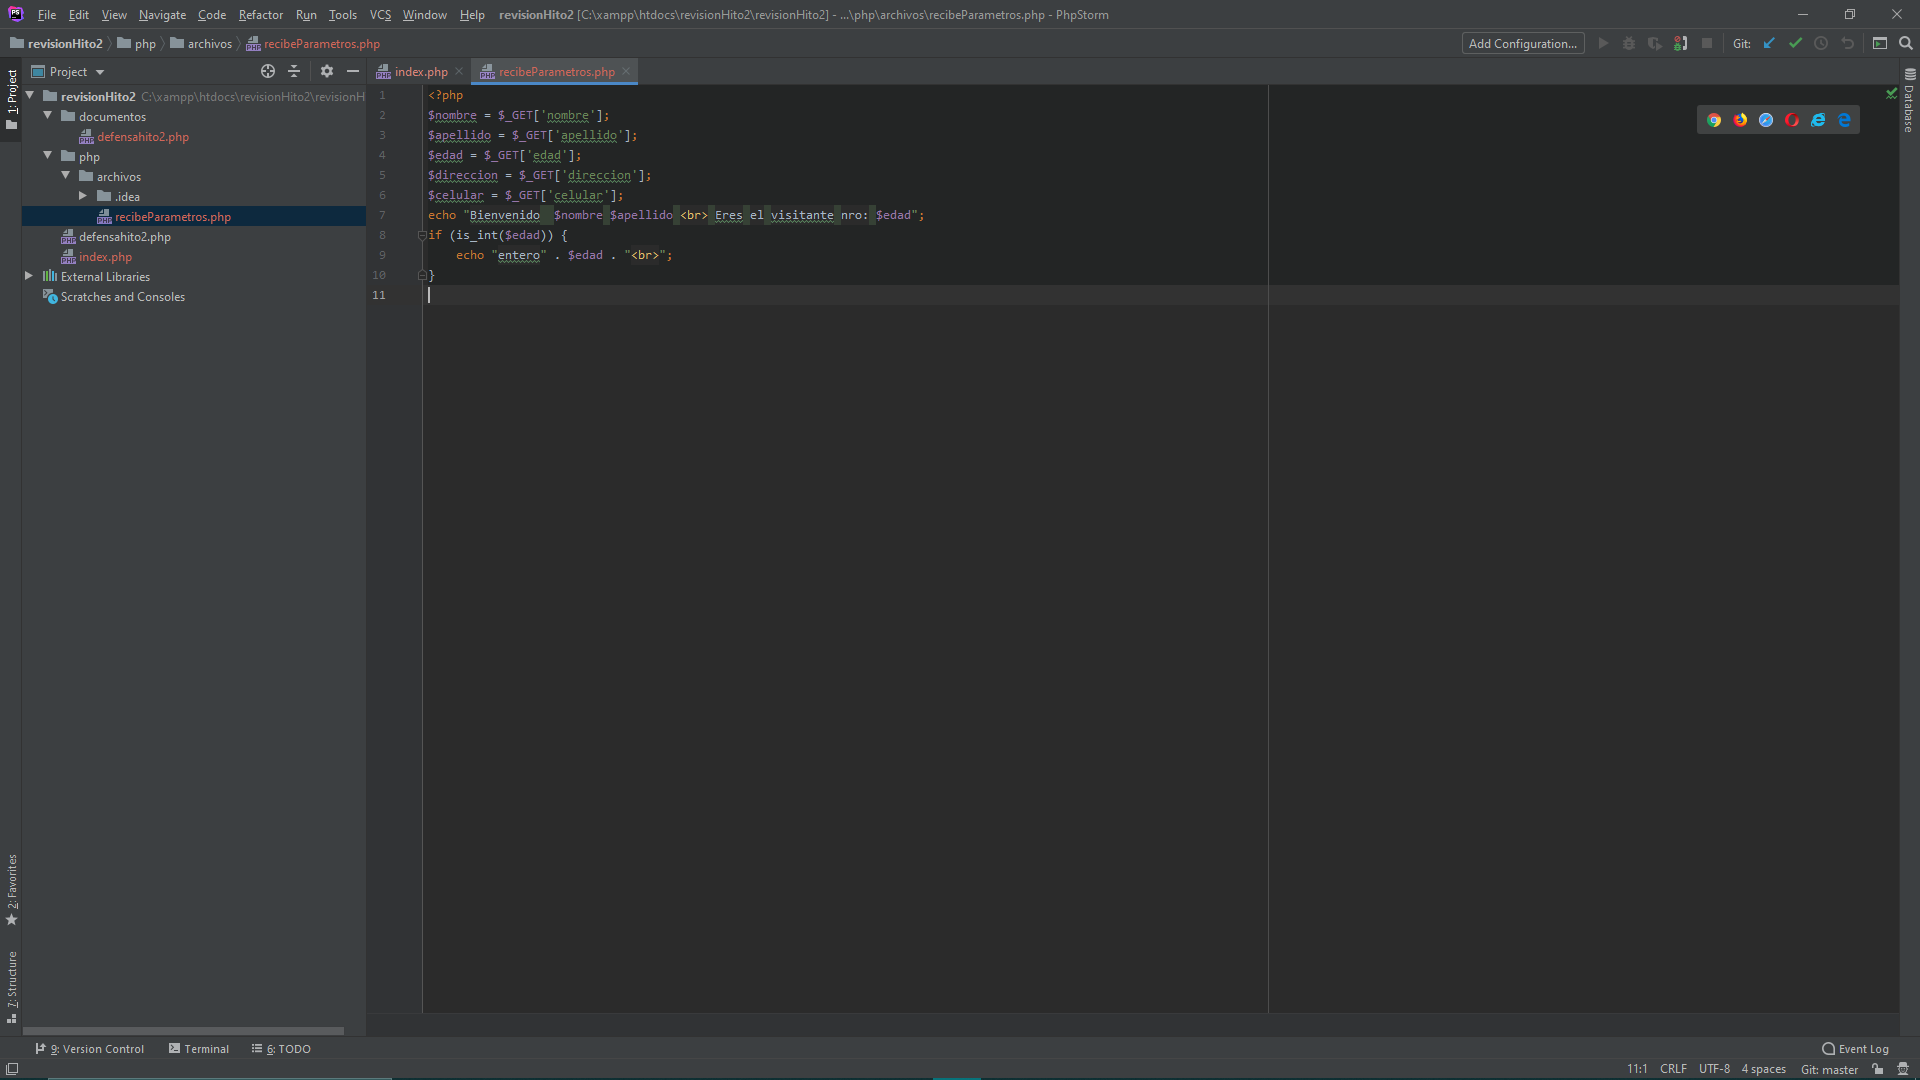 File Edit View Navigate Code Refactor Run Tools VCS Window Help revisionHito2 [C:\xampp\htdocs\revisionHito2\revisionHito2] - ...\php\archivos\recibeParametros.php - PhpStorm
revisionHito2 php archivos recibeParametros.php Add Configuration... Git:
Project
index.php
recibeParametros.php
1: Project
revisionHito2 C:\xampp\htdocs\revisionHito2\revisionH
documentos
defensahito2.php
php
archivos
.idea
recibeParametros.php
defensahito2.php
index.php
External Libraries
Scratches and Consoles
1 <?php
2 $nombre = $_GET['nombre'];
3 $apellido = $_GET['apellido'];
4 $edad = $_GET['edad'];
5 $direccion = $_GET['direccion'];
6 $celular = $_GET['celular'];
7 echo "Bienvenido  $nombre $apellido <br> Eres el visitante nro: $edad";
8 if (is_int($edad)) {
9     echo "entero" . $edad . "<br>";
10 }
11
Database
2: Favorites
7: Structure
9: Version Control Terminal 6: TODO Event Log
11:1 CRLF UTF-8 4 spaces Git: master